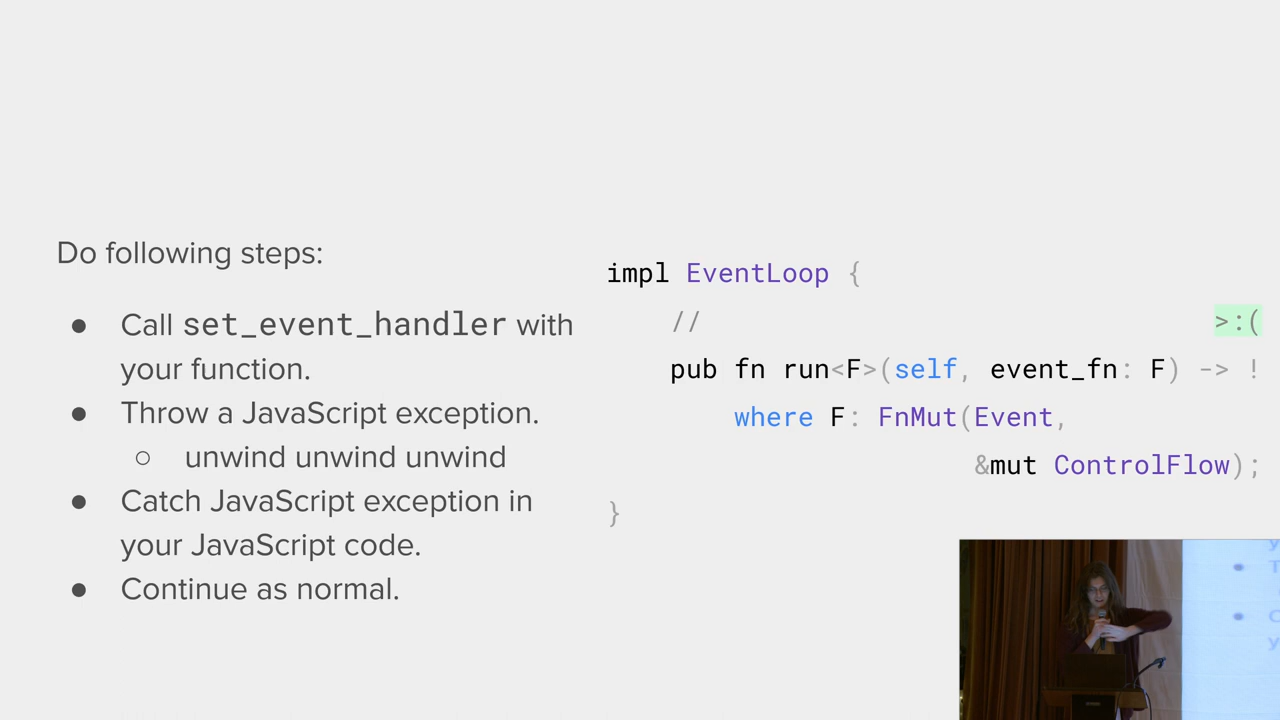 Do following steps:
● Call set_event_handler with
your function.
● Throw a JavaScript exception.
○ unwind unwind unwind
● Catch JavaScript exception in
your JavaScript code.
● Continue as normal.
impl EventLoop {
// >:(
pub fn run<F>(self, event_fn: F) -> !
where F: FnMut(Event,
&mut ControlFlow);
}